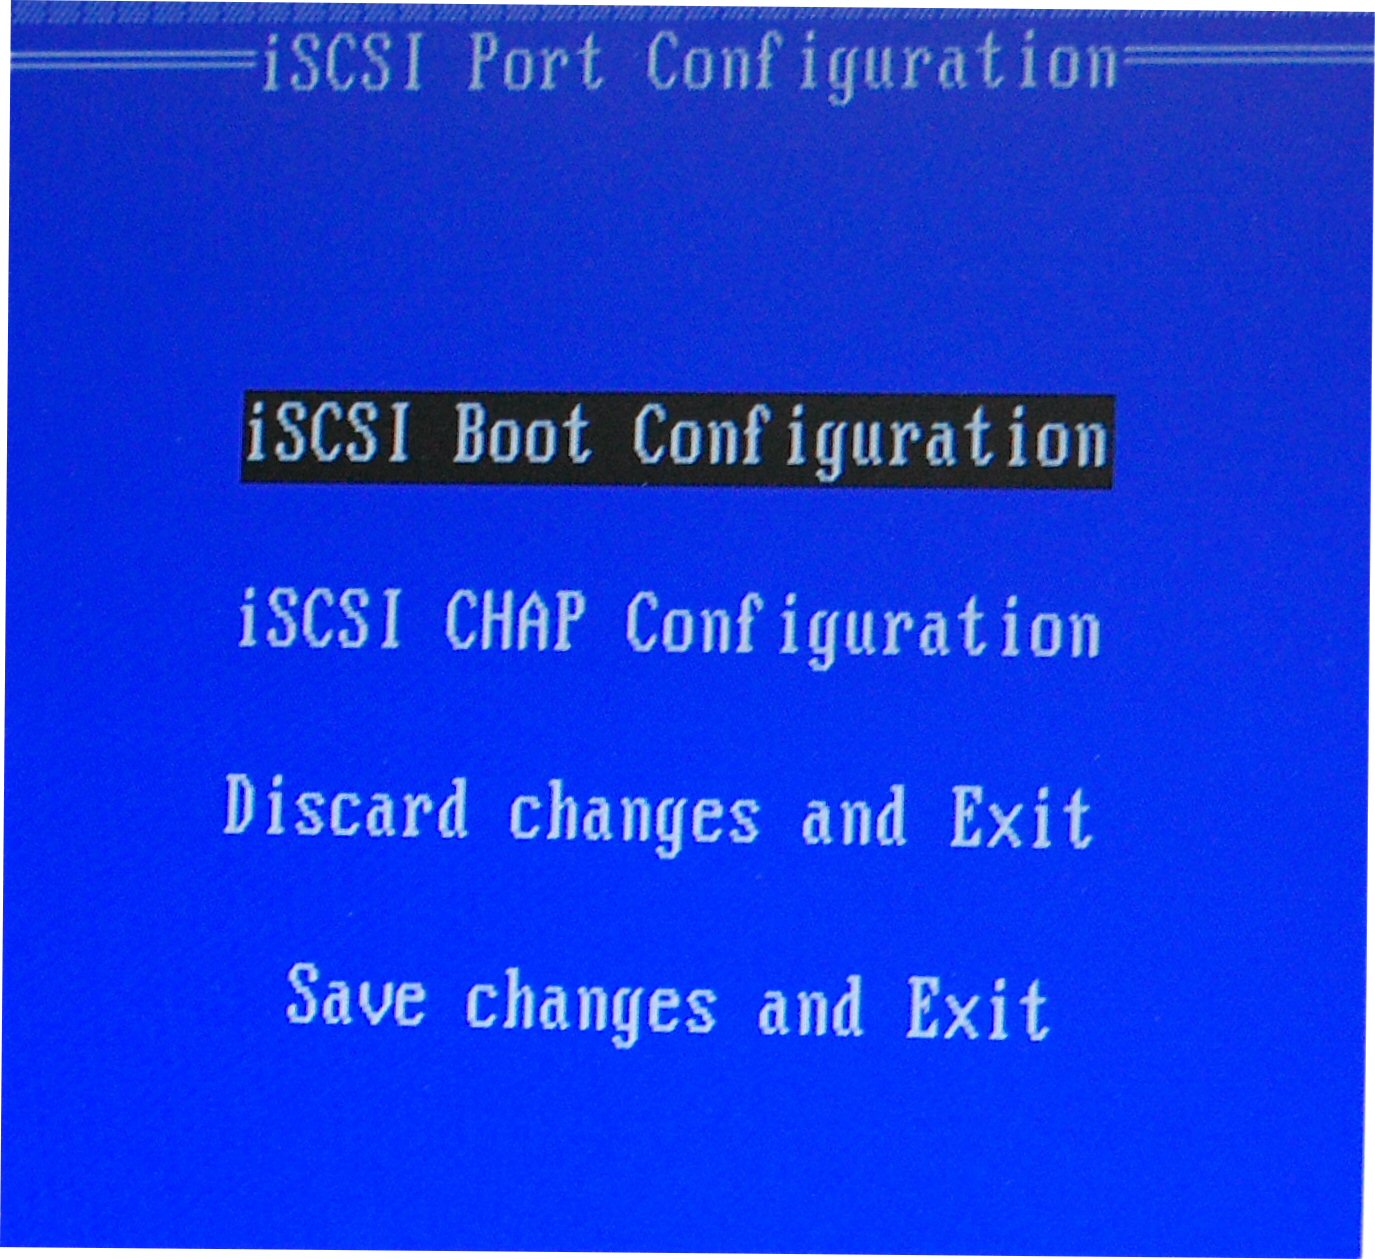 iSCSI Port Configuration
iSCSI Boot Configuration
iSCSI CHAP Configuration
Discard changes and Exit
Save changes and Exit